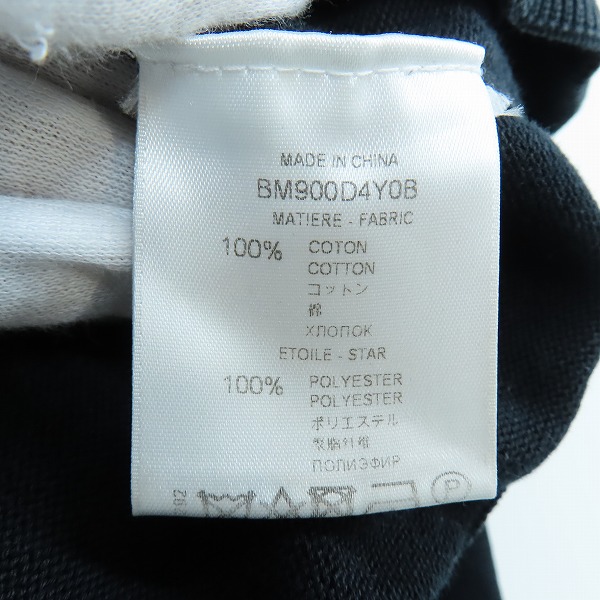 MADE IN CHINA
BM900D4Y0B
MATIERE - FABRIC
100% COTON
COTTON
コットン
棉
ХЛОПОК
ETOILE - STAR
100% POLYESTER
POLYESTER
ポリエステル
ПОЛИЭФИР
92